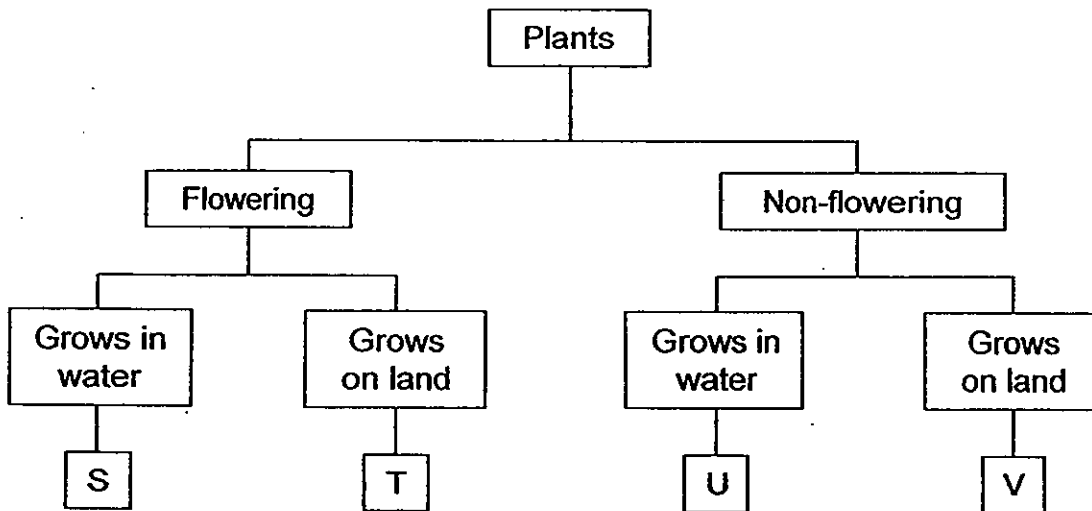 Plants
Flowering
Non-flowering
Grows in
water
Grows
on land
Grows in
water
Grows
on land
S
T
U
V